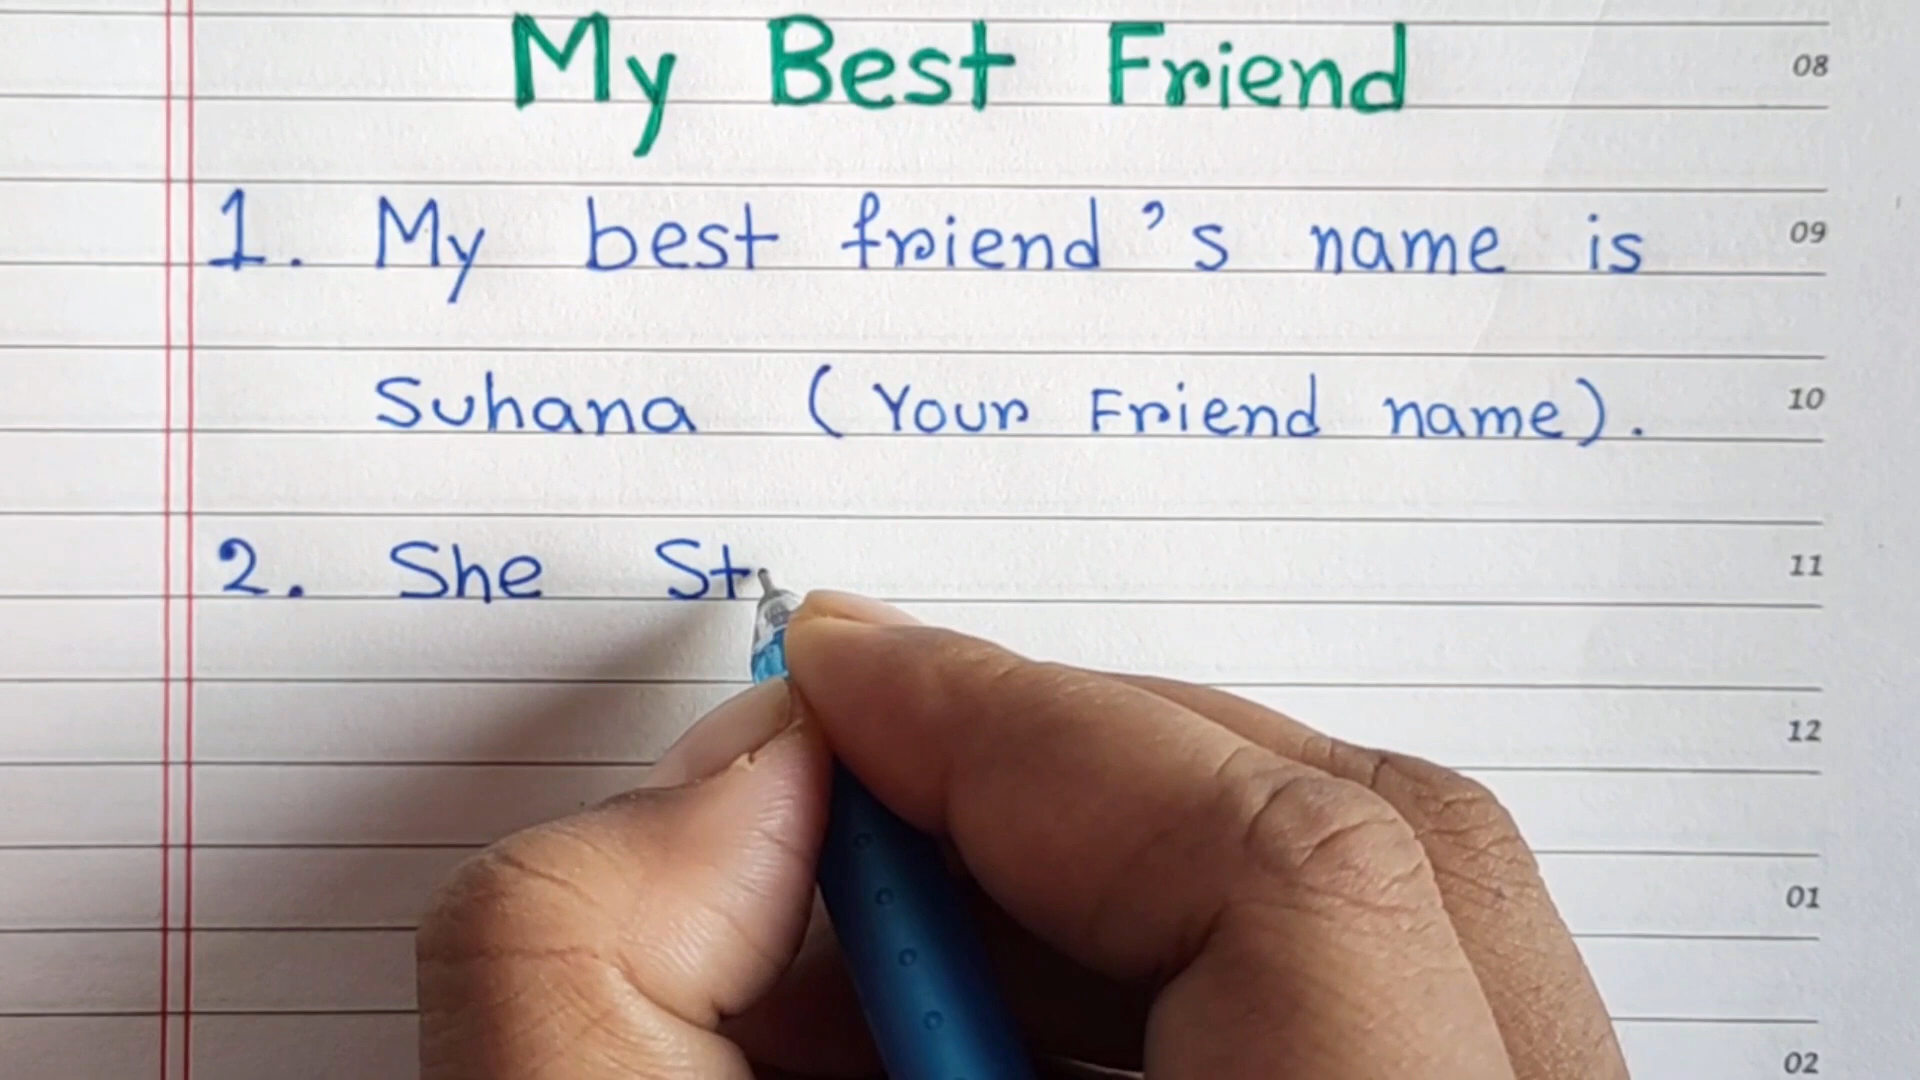 My Best Friend
08
1. My best friend's name is
09
Suhana (Your Friend name).
10
2. She St
11
12
01
02